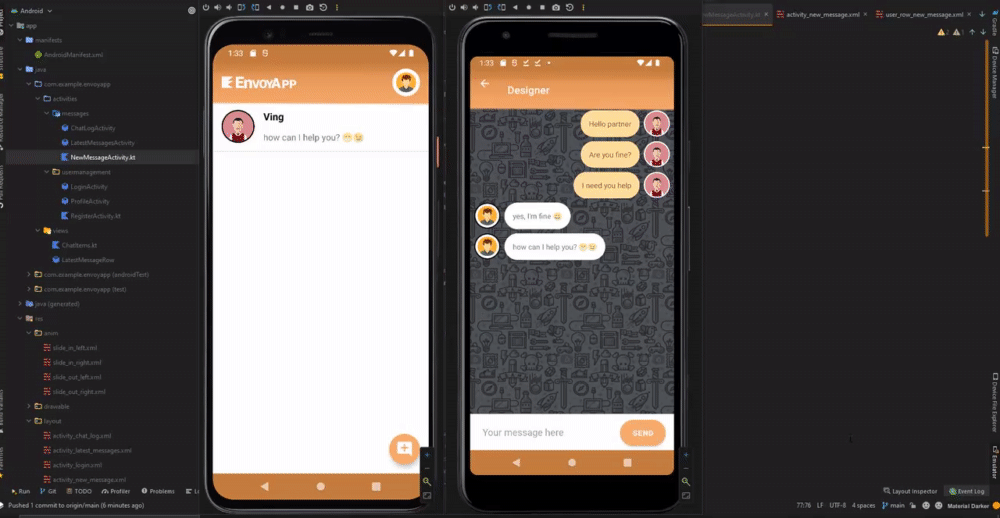 Android
app
manifests
AndroidManifest.xml
java
com.example.envoyapp
activities
messages
ChatLogActivity
LatestMessagesActivity
NewMessageActivity.kt
usermanagement
LoginActivity
ProfileActivity
RegisterActivity.kt
views
ChatItems.kt
LatestMessageRow
com.example.envoyapp (androidTest)
com.example.envoyapp (test)
java (generated)
res
anim
slide_in_left.xml
slide_in_right.xml
slide_out_left.xml
slide_out_right.xml
drawable
layout
activity_chat_log.xml
activity_latest_messages.xml
activity_login.xml
activity_new_message.xml
Run Git TODO Profiler Problems
Pushed 1 commit to origin/main (6 minutes ago)
1:33
ENVOYAPP
Ving
how can I help you? 😁😉
1:33
Designer
Hello partner
Are you fine?
I need you help
yes, I'm fine 😄
how can I help you? 😁😉
Your message here
SEND
activity_new_message.xml
user_row_new_message.xml
Gradle
Device Manager
Device File Explorer
Emulator
Layout Inspector Event Log
LF UTF-8 4 spaces main Material Darker